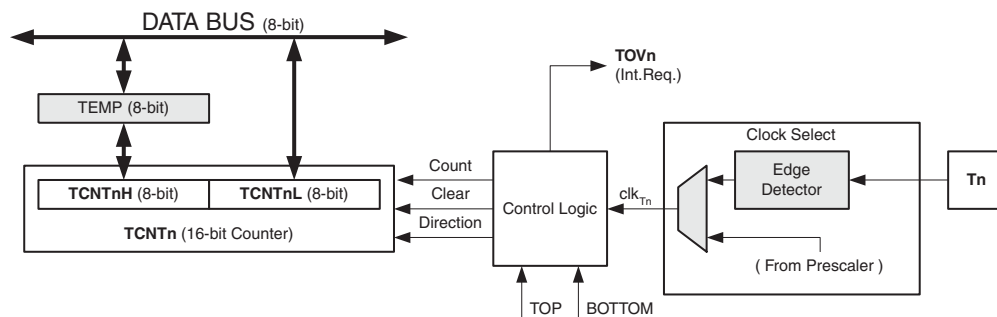 DATA BUS (8-bit)
TOVn
(Int.Req.)
TEMP (8-bit)
Clock Select
Count
Edge
Detector
Tn
TCNTnH (8-bit) TCNTnL (8-bit)
Clear
Control Logic
clkTn
Direction
TCNTn (16-bit Counter)
( From Prescaler )
TOP
BOTTOM